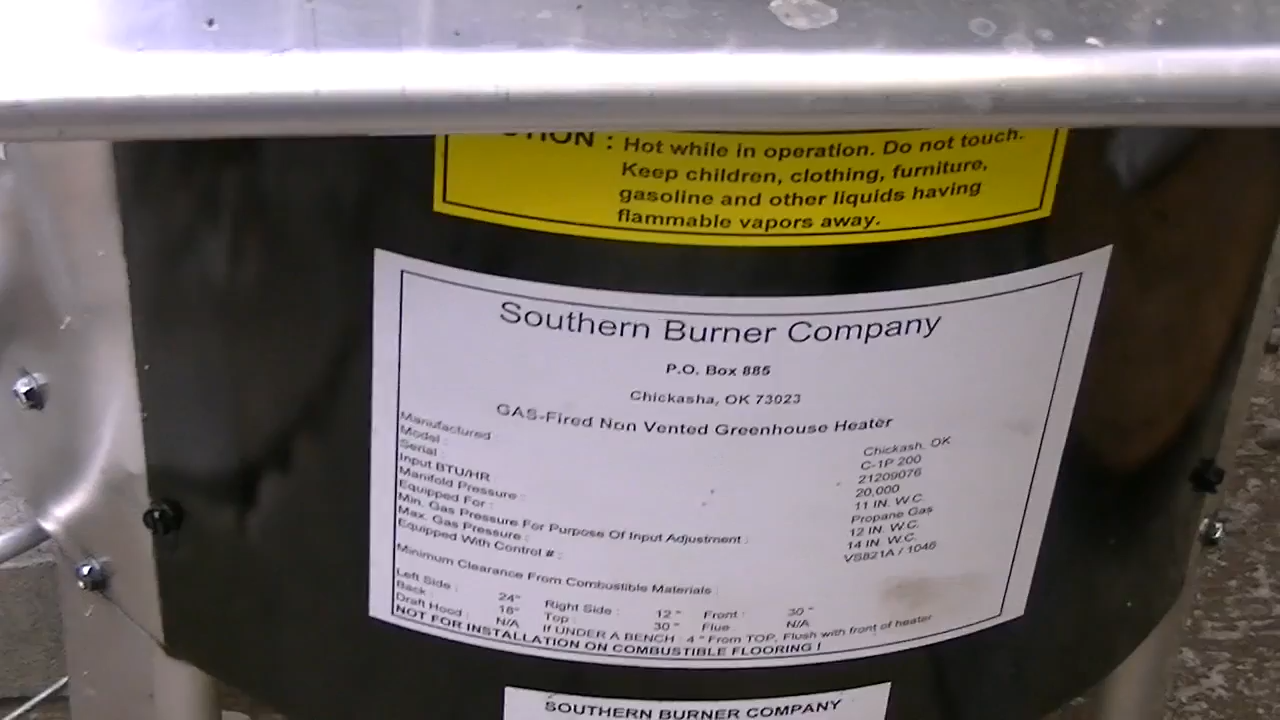 TION : Hot while in operation. Do not touch.
Keep children, clothing, furniture,
gasoline and other liquids having
flammable vapors away.
Southern Burner Company
P.O. Box 885
Chickasha, OK 73023
GAS-Fired Non Vented Greenhouse Heater
Manufactured Chickash, OK
Model : C-1P 200
Serial : 21209076
Input BTU/HR 20,000
Manifold Pressure : 11 IN. W.C.
Equipped For : Propane Gas
Min. Gas Pressure For Purpose Of Input Adjustment : 12 IN. W.C.
Max. Gas Pressure : 14 IN. W.C.
Equipped With Control # : VS821A / 1046
Minimum Clearance From Combustible Materials :
Left Side : 24" Right Side : 12 " Front : 30 "
Back : 18" Top : 30 " Flue N/A
Draft Hood : N/A If UNDER A BENCH : 4 " From TOP, Flush with front of heater
NOT FOR INSTALLATION ON COMBUSTIBLE FLOORING !
SOUTHERN BURNER COMPANY